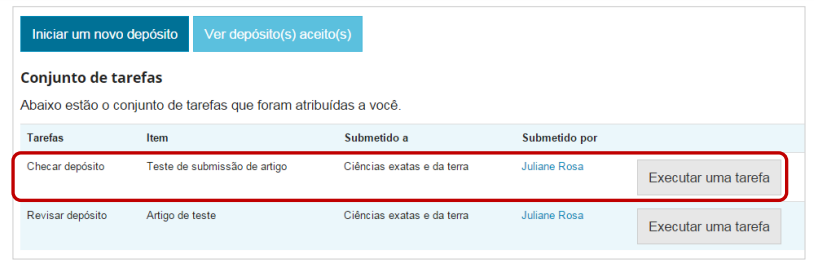 Iniciar um novo depósito Ver depósito(s) aceito(s)
Conjunto de tarefas
Abaixo estão o conjunto de tarefas que foram atribuídas a você.
Tarefas Item Submetido a Submetido por
Checar depósito Teste de submissão de artigo Ciências exatas e da terra Juliane Rosa Executar uma tarefa
Revisar depósito Artigo de teste Ciências exatas e da terra Juliane Rosa Executar uma tarefa